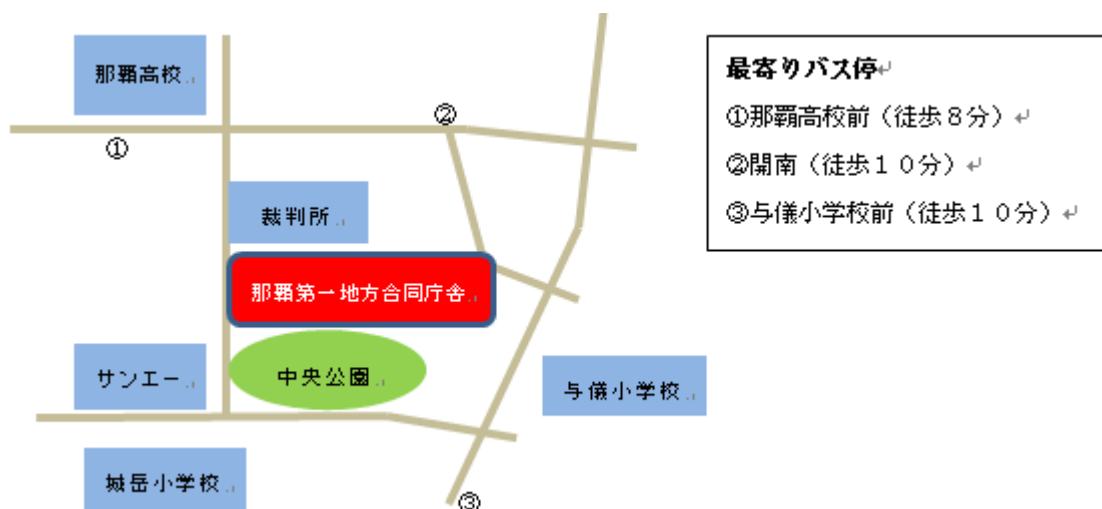 那覇高校
最寄りバス停
①那覇高校前（徒歩８分）
②開南（徒歩１０分）
③与儀小学校前（徒歩１０分）
②
①
裁判所
那覇第一地方合同庁舎
サンエー
中央公園
与儀小学校
城岳小学校
③